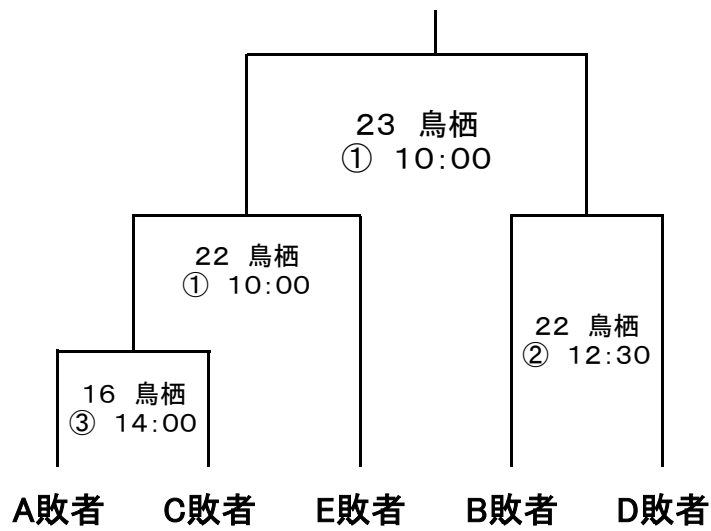 23 鳥栖
① 10:00
22 鳥栖
① 10:00
22 鳥栖
② 12:30
16 鳥栖
③ 14:00
A敗者 C敗者 E敗者 B敗者 D敗者